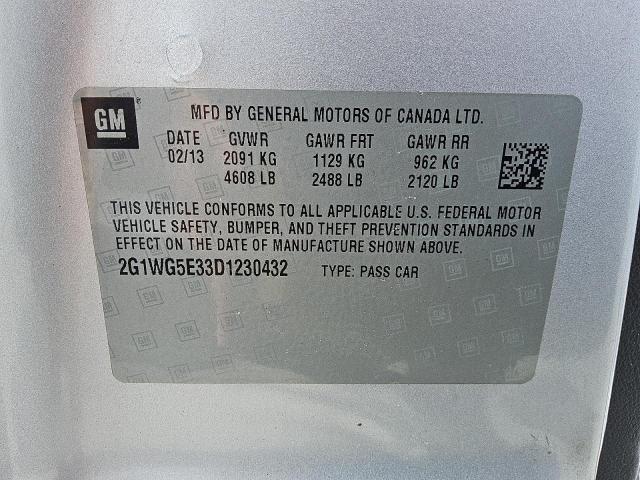 GM
MFD BY GENERAL MOTORS OF CANADA LTD.
DATE GVWR GAWR FRT GAWR RR
02/13 2091 KG 1129 KG 962 KG
4608 LB 2488 LB 2120 LB
THIS VEHICLE CONFORMS TO ALL APPLICABLE U.S. FEDERAL MOTOR
VEHICLE SAFETY, BUMPER, AND THEFT PREVENTION STANDARDS IN
EFFECT ON THE DATE OF MANUFACTURE SHOWN ABOVE.
2G1WG5E33D1230432 TYPE: PASS CAR